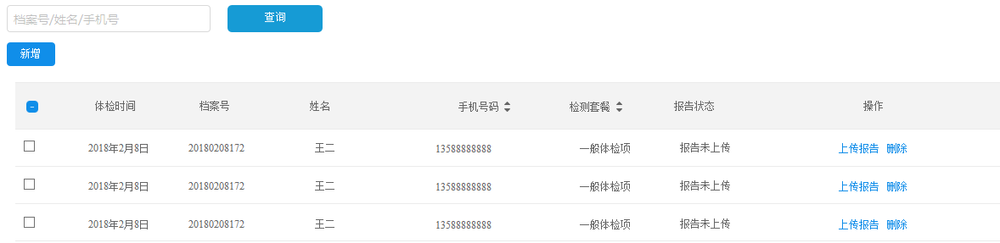 档案号/姓名/手机号 查询
新增
体检时间 档案号 姓名 手机号码 检测套餐 报告状态 操作
2018年2月8日 20180208172 王二 13588888888 一般体检项 报告未上传 上传报告 删除
2018年2月8日 20180208172 王二 13588888888 一般体检项 报告未上传 上传报告 删除
2018年2月8日 20180208172 王二 13588888888 一般体检项 报告未上传 上传报告 删除